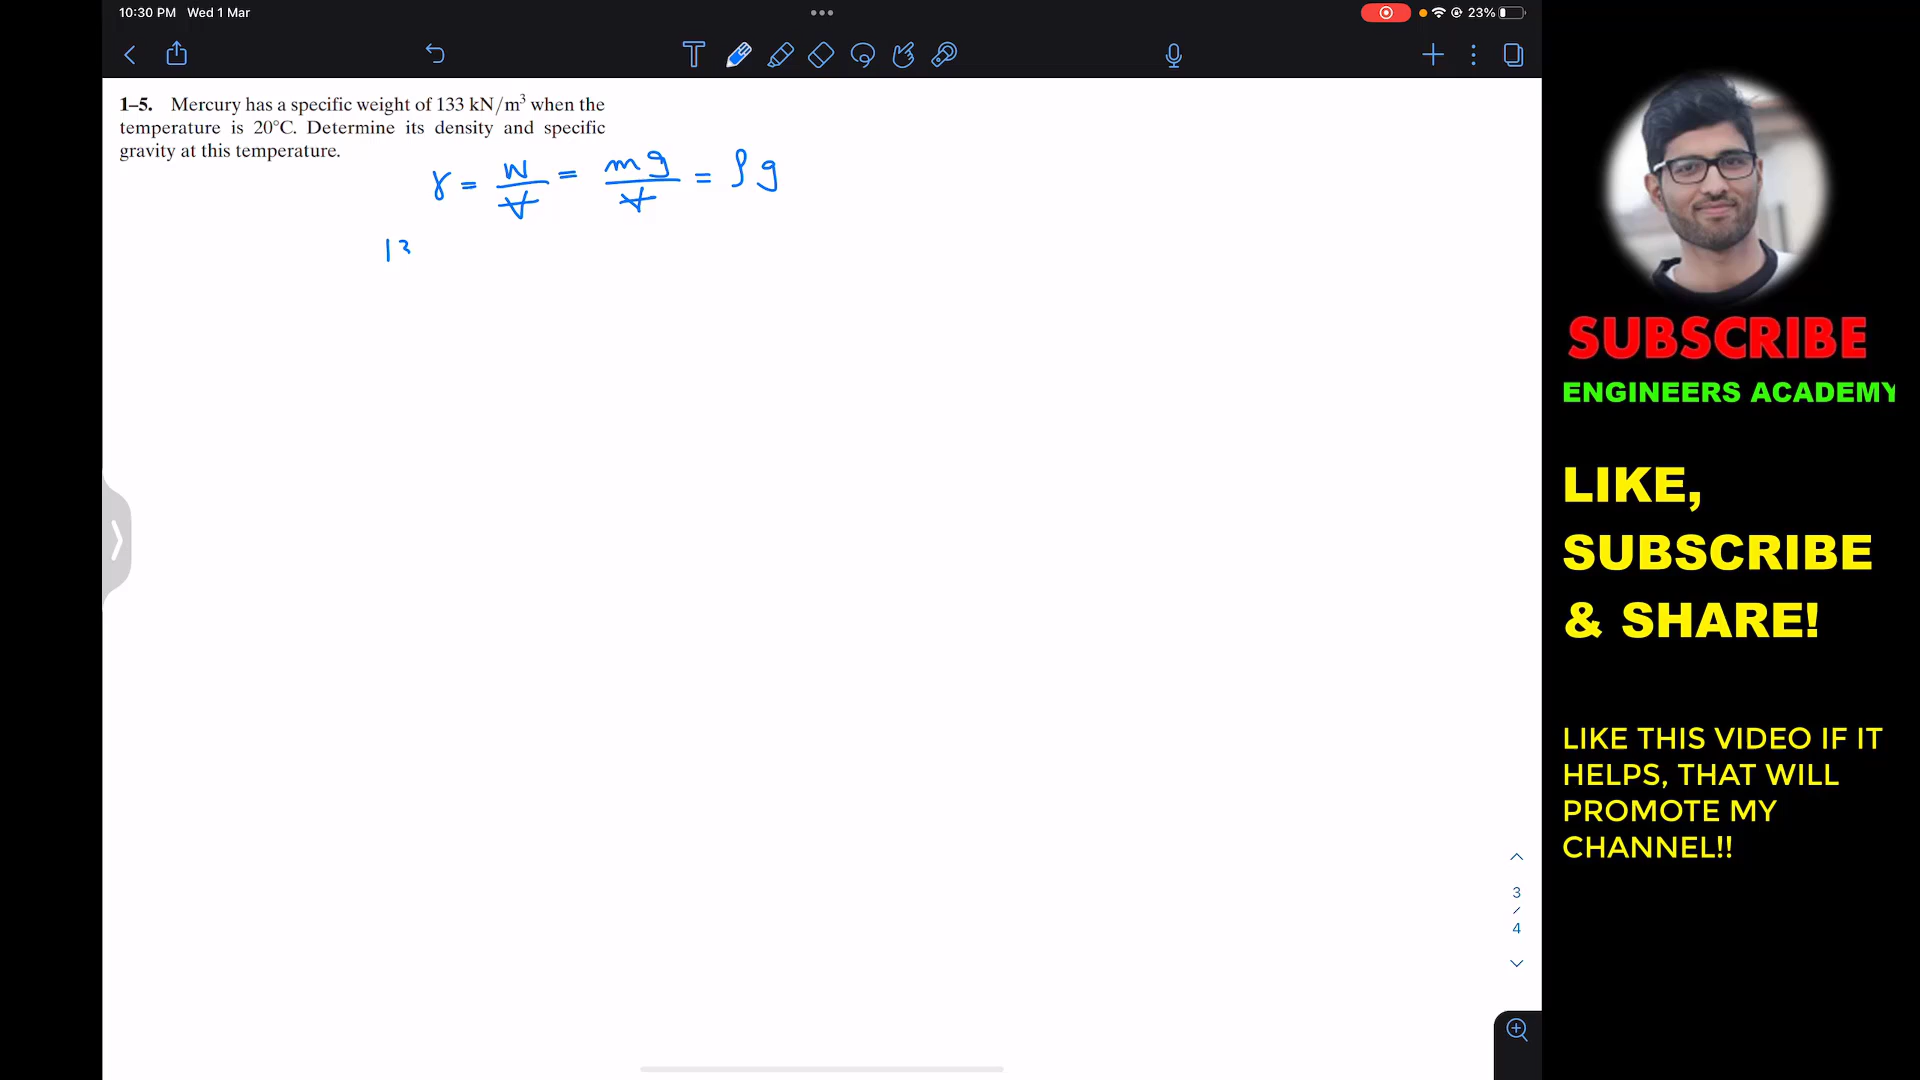 10:30 PM Wed 1 Mar
23%
1–5. Mercury has a specific weight of 133 kN/m³ when the
temperature is 20°C. Determine its density and specific
gravity at this temperature.
γ = W/V = mg/V = ρg
13
SUBSCRIBE
ENGINEERS ACADEMY
LIKE,
SUBSCRIBE
& SHARE!
LIKE THIS VIDEO IF IT
HELPS, THAT WILL
PROMOTE MY
CHANNEL!!
3
/
4